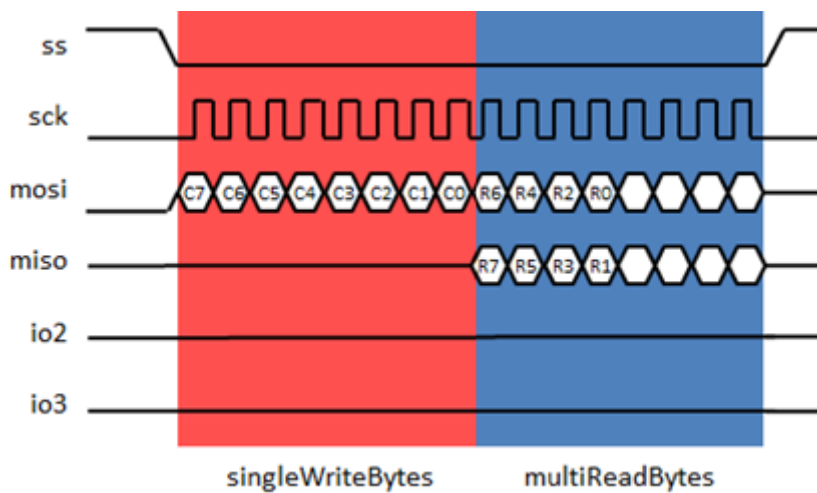 ss
sck
mosi C7 C6 C5 C4 C3 C2 C1 C0 R6 R4 R2 R0
miso R7 R5 R3 R1
io2
io3
singleWriteBytes multiReadBytes